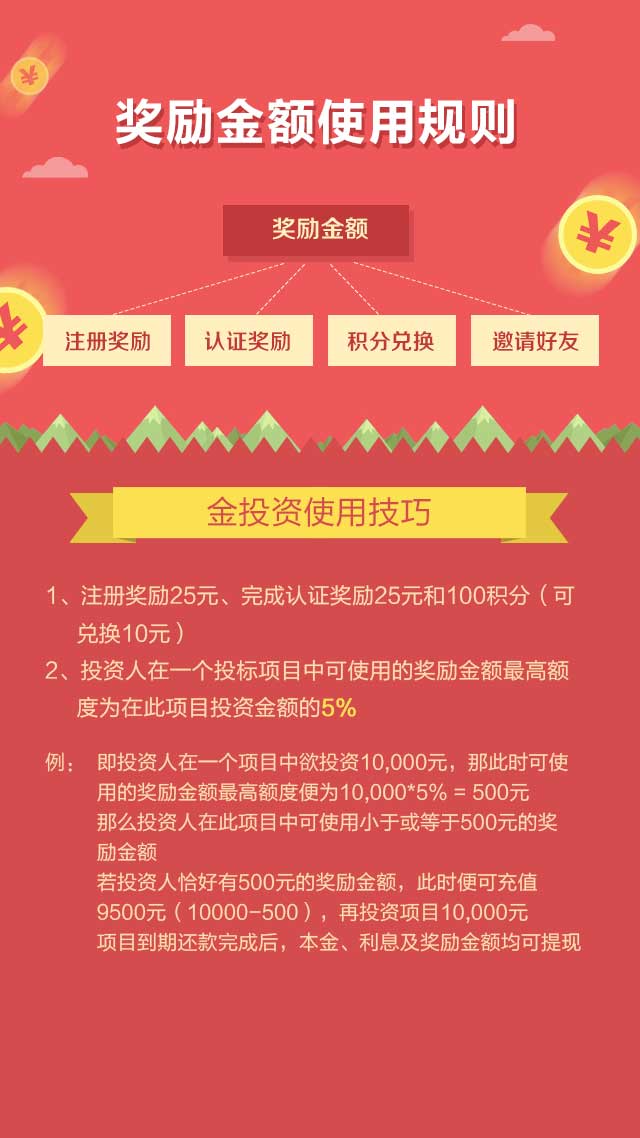 奖励金额使用规则
奖励金额
注册奖励 认证奖励 积分兑换 邀请好友
金投资使用技巧
1、注册奖励25元、完成认证奖励25元和100积分（可
兑换10元）
2、投资人在一个投标项目中可使用的奖励金额最高额
度为在此项目投资金额的5%
例： 即投资人在一个项目中欲投资10,000元，那此时可使
用的奖励金额最高额度便为10,000*5% = 500元
那么投资人在此项目中可使用小于或等于500元的奖
励金额
若投资人恰好有500元的奖励金额，此时便可充值
9500元（10000-500），再投资项目10,000元
项目到期还款完成后，本金、利息及奖励金额均可提现